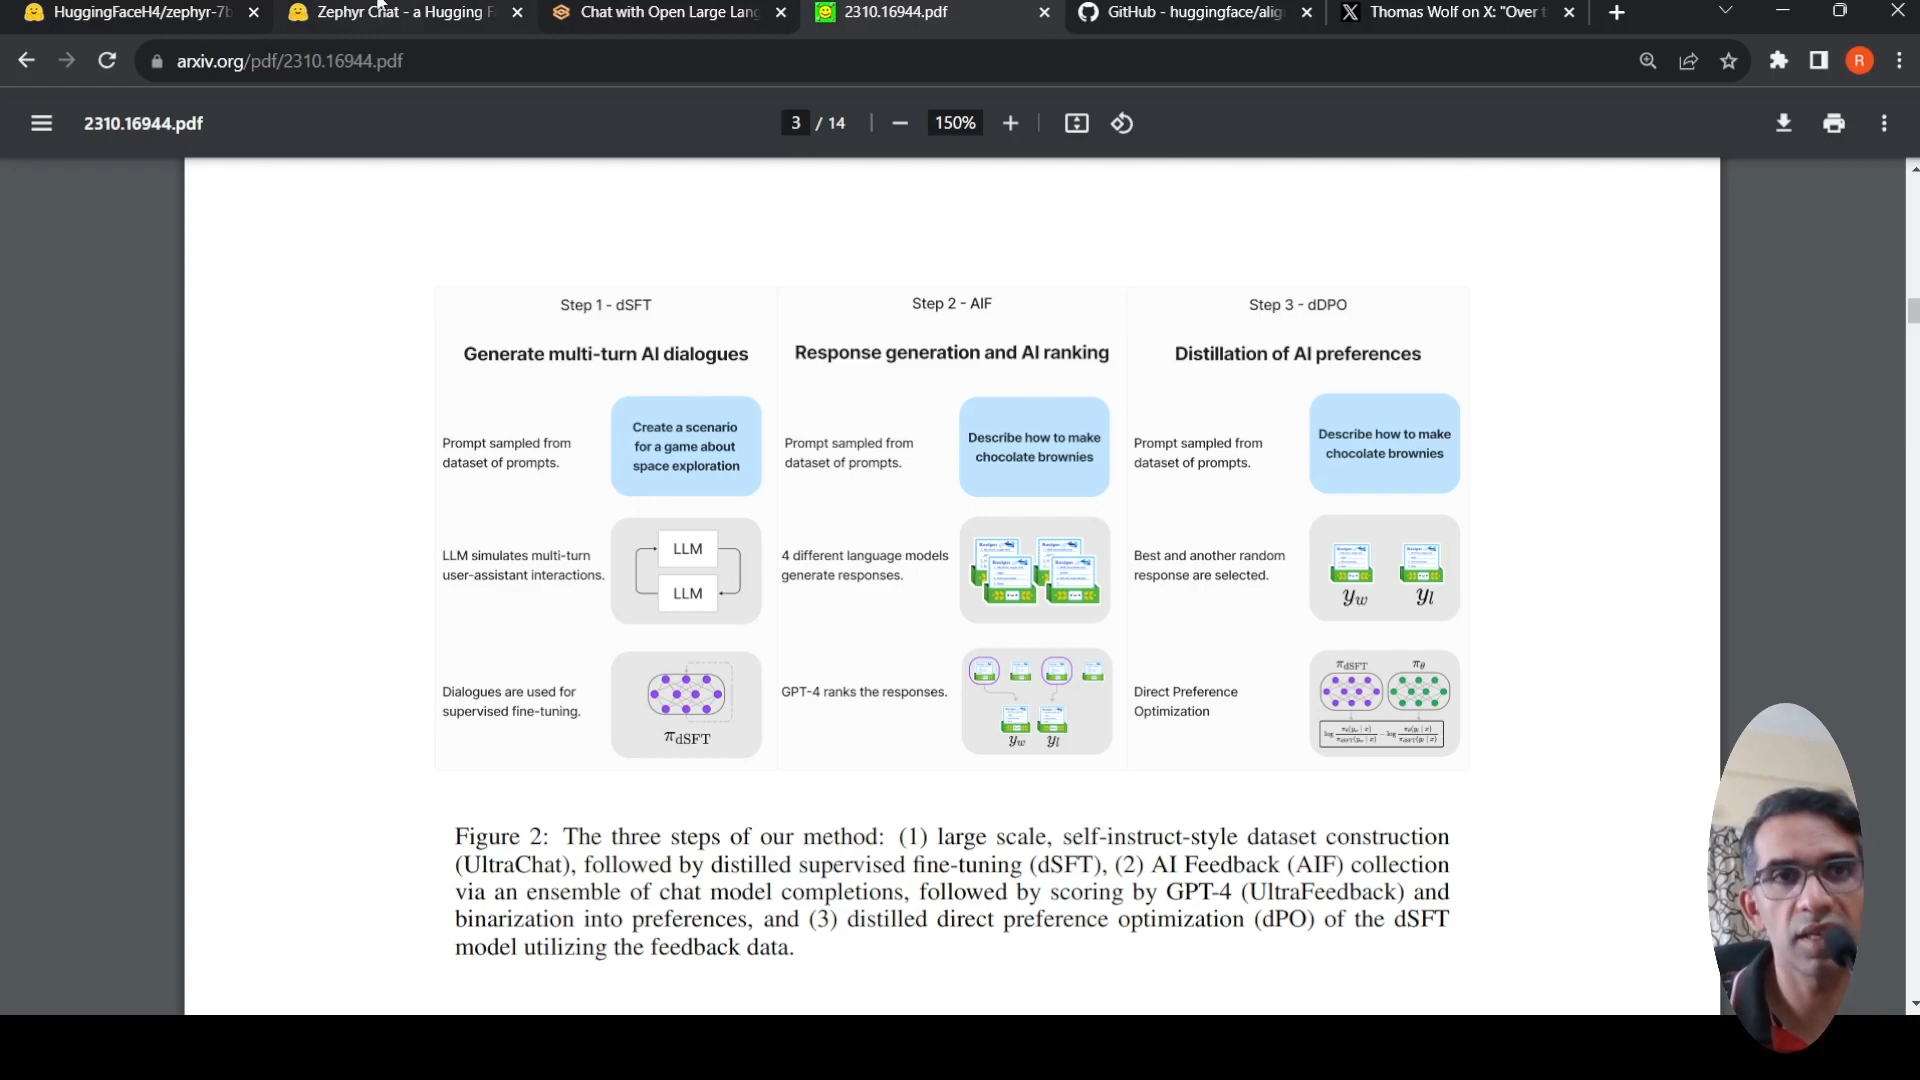 HuggingFaceH4/zephyr-7b
Zephyr Chat - a Hugging F
Chat with Open Large Lang
2310.16944.pdf
GitHub - huggingface/alig
Thomas Wolf on X: "Over t
arxiv.org/pdf/2310.16944.pdf
R
2310.16944.pdf
3 / 14
150%
Step 1 - dSFT
Generate multi-turn AI dialogues
Prompt sampled from
dataset of prompts.
Create a scenario
for a game about
space exploration
LLM simulates multi-turn
user-assistant interactions.
LLM
LLM
Dialogues are used for
supervised fine-tuning.
πdSFT
Step 2 - AIF
Response generation and AI ranking
Prompt sampled from
dataset of prompts.
Describe how to make
chocolate brownies
4 different language models
generate responses.
GPT-4 ranks the responses.
yw yl
Step 3 - dDPO
Distillation of AI preferences
Prompt sampled from
dataset of prompts.
Describe how to make
chocolate brownies
Best and another random
response are selected.
yw yl
Direct Preference
Optimization
πdSFT πθ
Figure 2: The three steps of our method: (1) large scale, self-instruct-style dataset construction
(UltraChat), followed by distilled supervised fine-tuning (dSFT), (2) AI Feedback (AIF) collection
via an ensemble of chat model completions, followed by scoring by GPT-4 (UltraFeedback) and
binarization into preferences, and (3) distilled direct preference optimization (dPO) of the dSFT
model utilizing the feedback data.